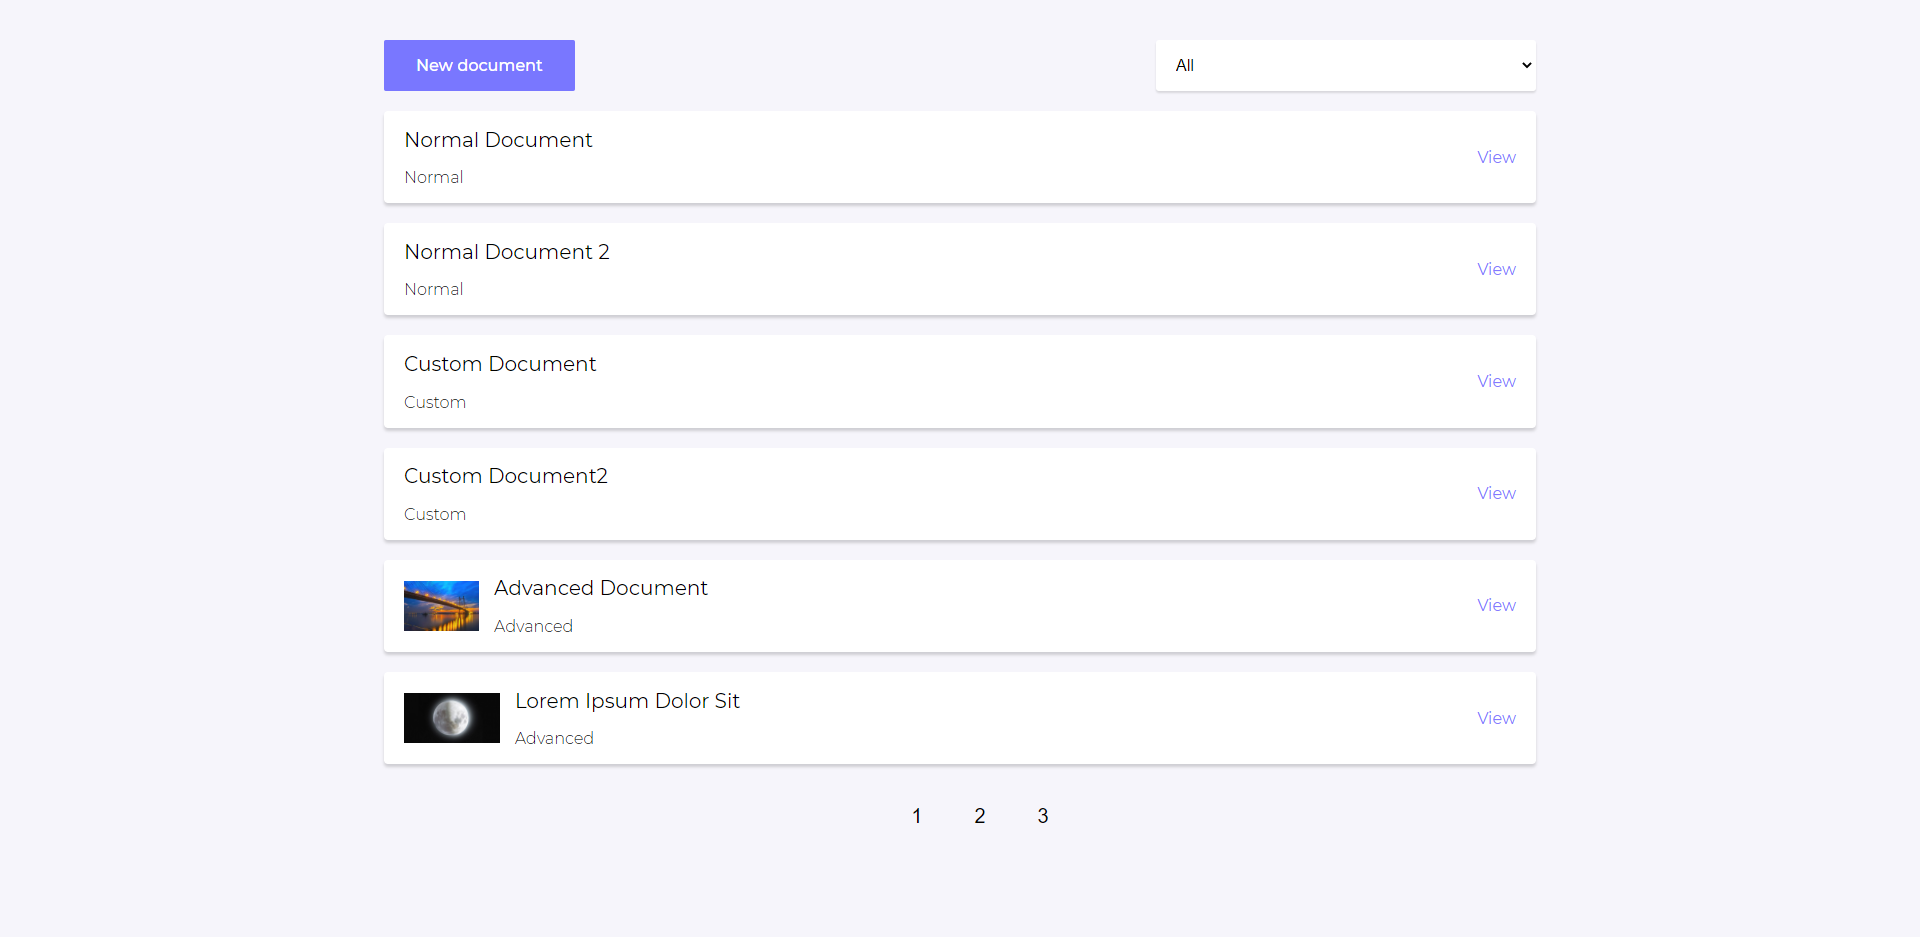 New document
All
Normal Document
Normal
View
Normal Document 2
Normal
View
Custom Document
Custom
View
Custom Document2
Custom
View
Advanced Document
Advanced
View
Lorem Ipsum Dolor Sit
Advanced
View
1 2 3